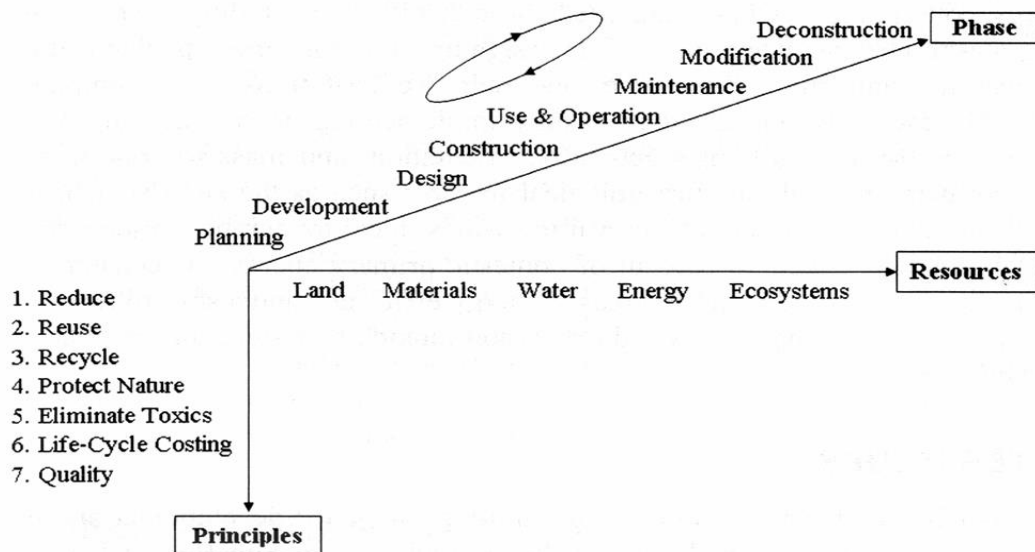 Deconstruction
Phase
Modification
Maintenance
Use & Operation
Construction
Design
Development
Planning
Resources
Land Materials Water Energy Ecosystems
1. Reduce
2. Reuse
3. Recycle
4. Protect Nature
5. Eliminate Toxics
6. Life-Cycle Costing
7. Quality
Principles